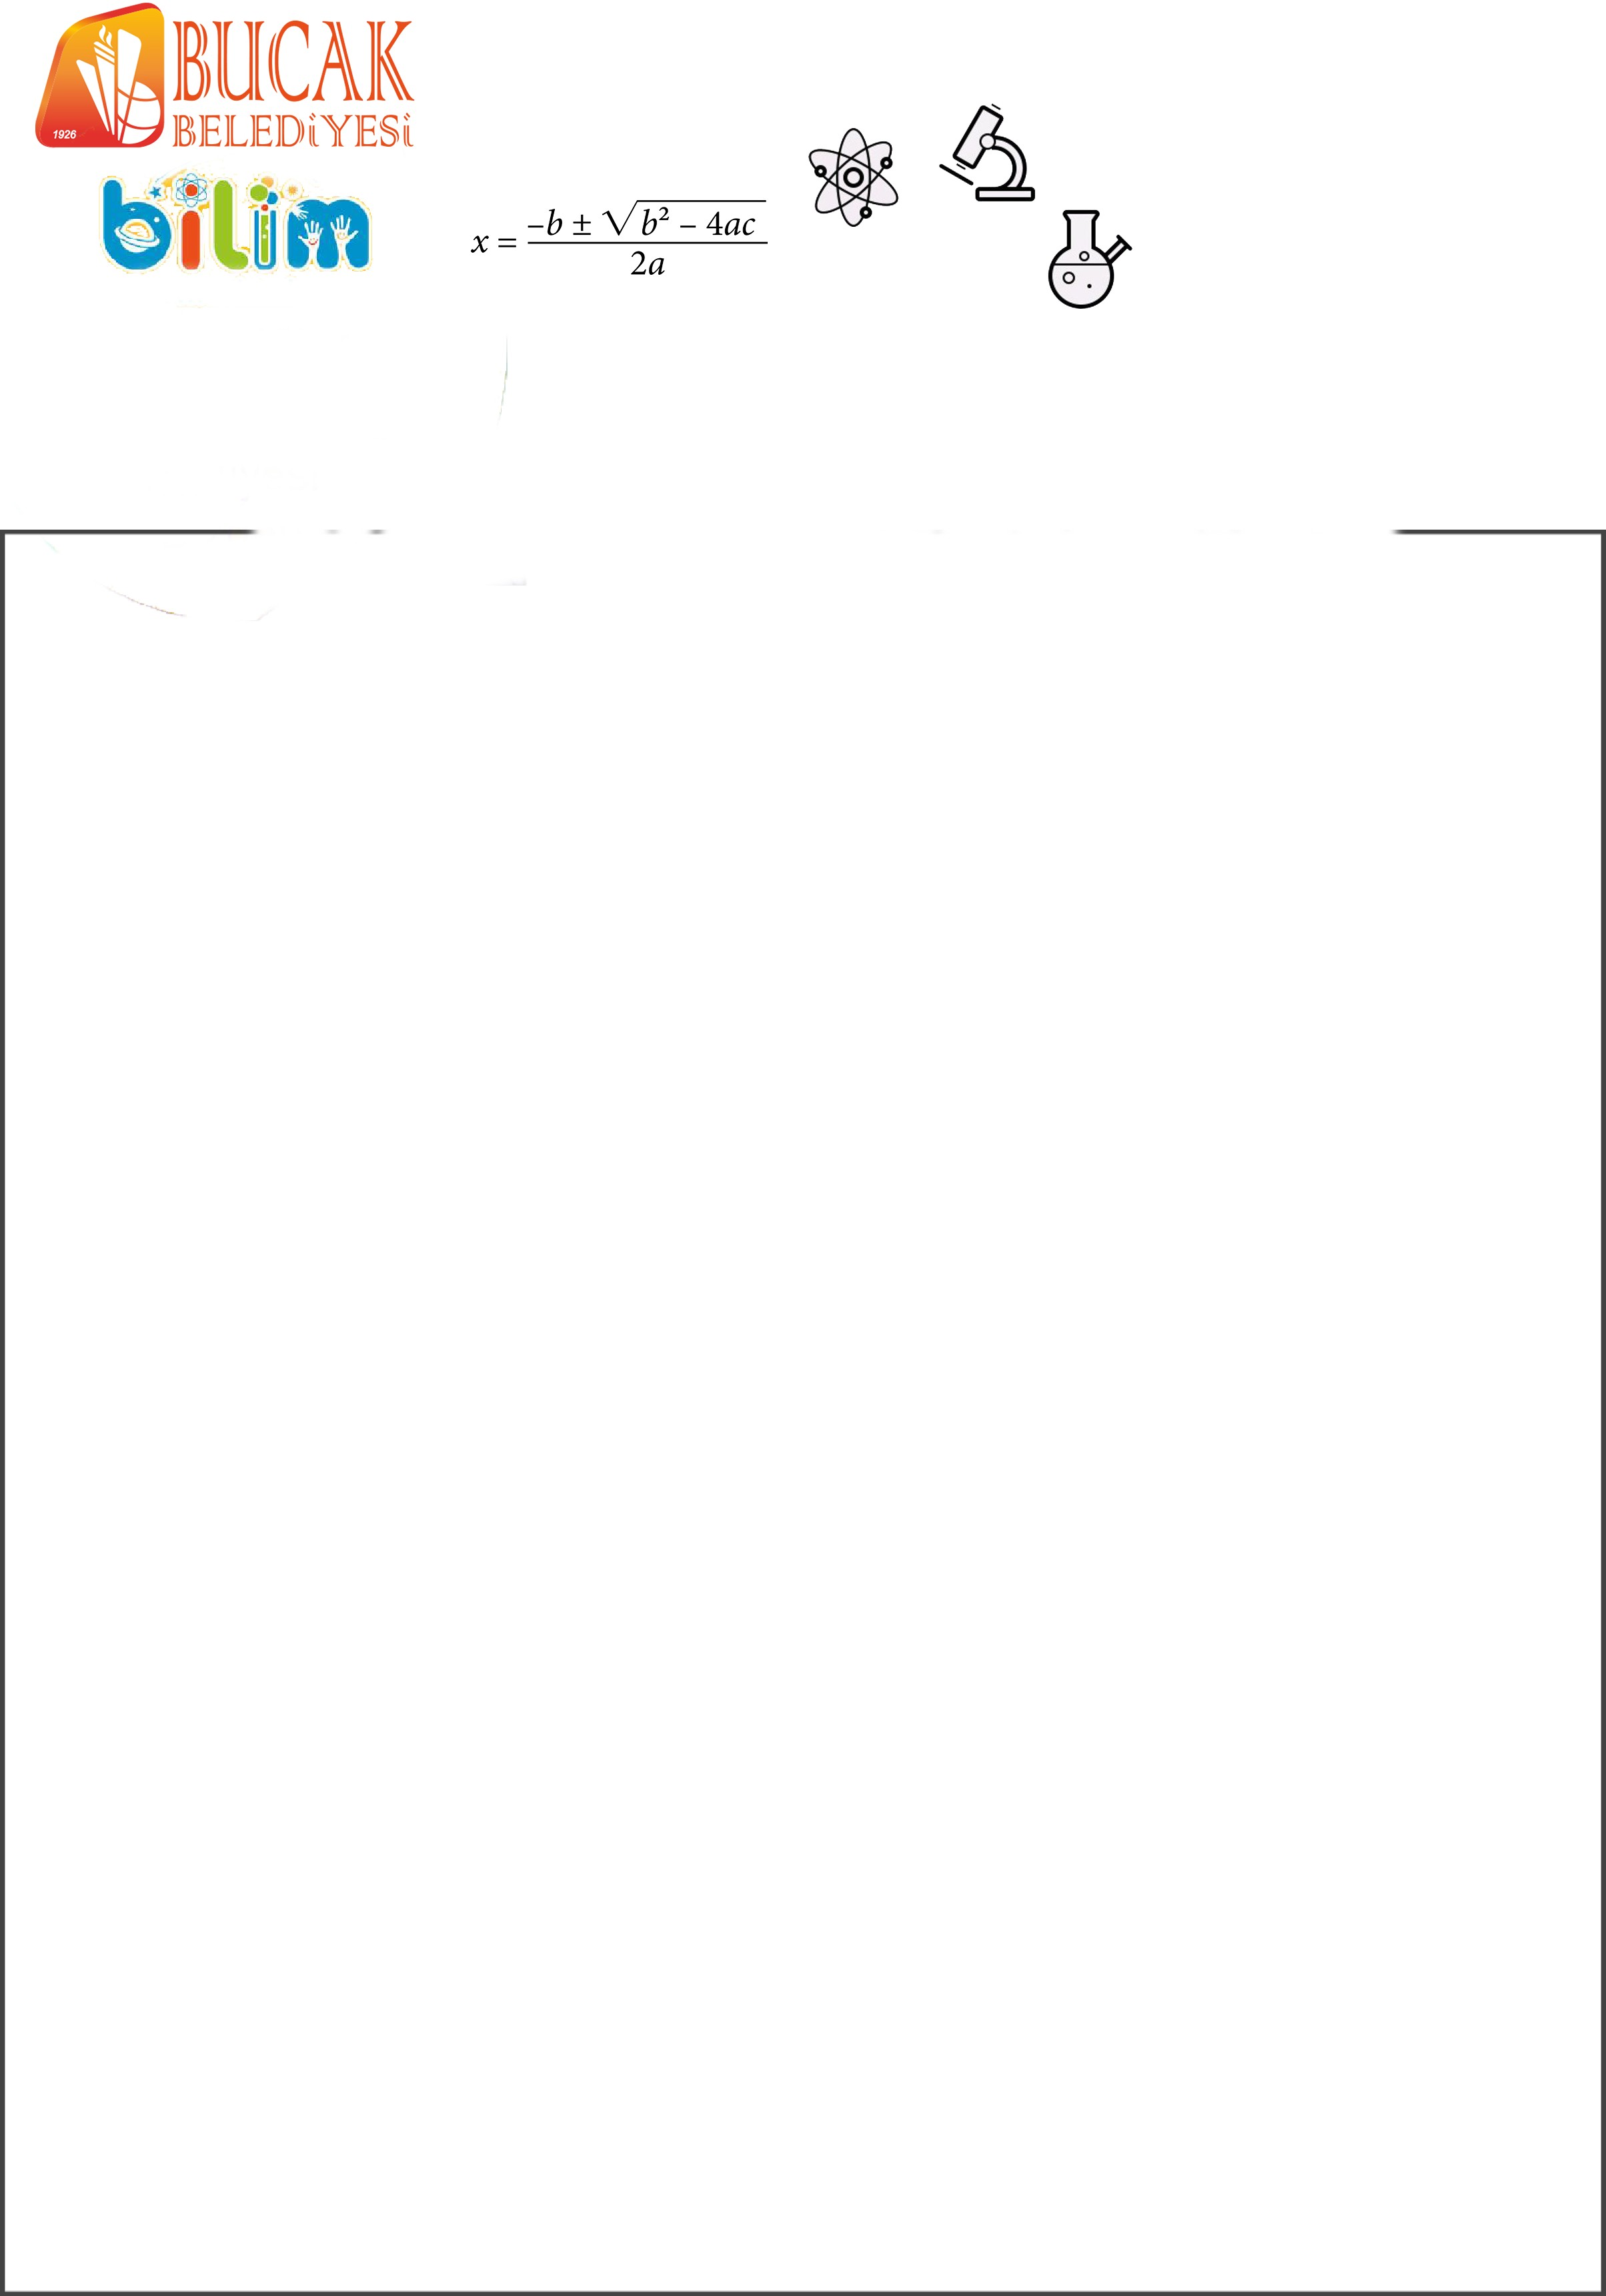 BUCAK
BELEDİYESİ
1926
bilim
x = −b ± √b² − 4ac / 2a